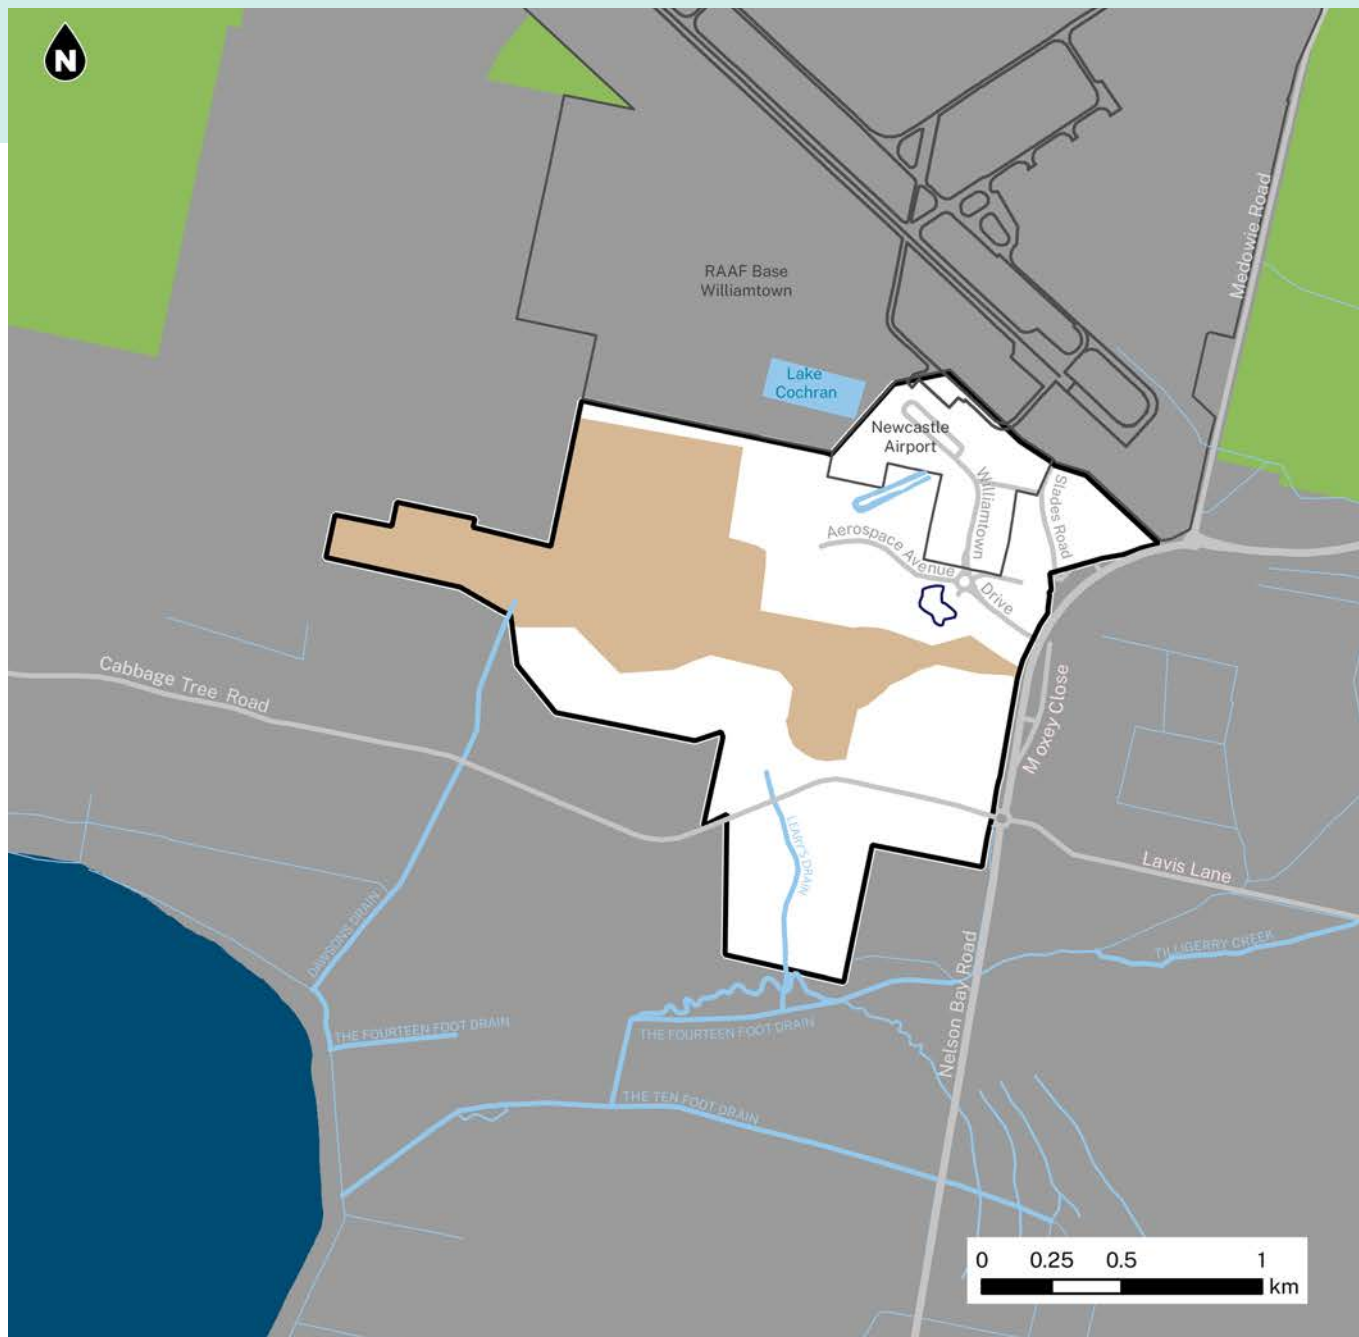 N
Medowie Road
RAAF Base
Williamtown
Lake
Cochran
Newcastle
Airport
Williamtown
Slades Road
Aerospace Avenue
Drive
Cabbage Tree Road
Moxey Close
LEARY'S DRAIN
Lavis Lane
DAWSONS DRAIN
TILLIGERRY CREEK
Nelson Bay Road
THE FOURTEEN FOOT DRAIN
THE FOURTEEN FOOT DRAIN
THE TEN FOOT DRAIN
0 0.25 0.5 1
km